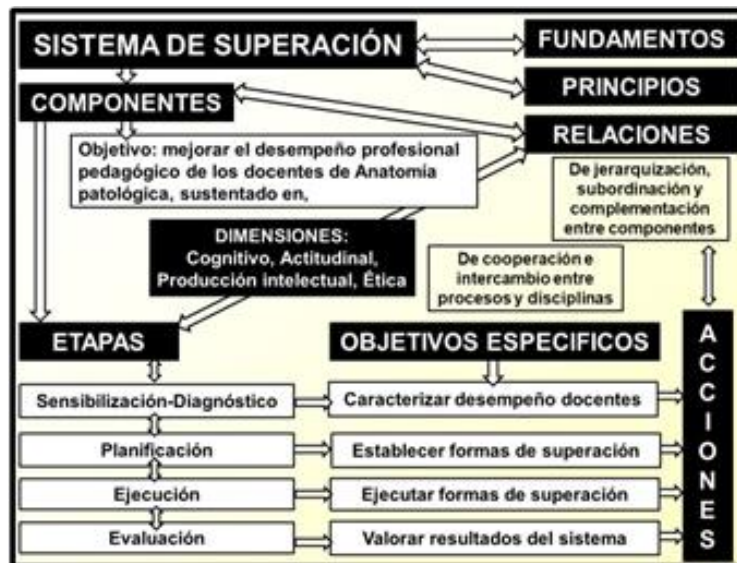 SISTEMA DE SUPERACIÓN
FUNDAMENTOS
PRINCIPIOS
COMPONENTES
RELACIONES
Objetivo: mejorar el desempeño profesional
pedagógico de los docentes de Anatomía
patológica, sustentado en,
De jerarquización,
subordinación y
complementación
entre componentes
DIMENSIONES:
Cognitivo, Actitudinal,
Producción intelectual, Ética
De cooperación e
intercambio entre
procesos y disciplinas
ETAPAS
OBJETIVOS ESPECIFICOS
ACCIONES
Sensibilización-Diagnóstico
Caracterizar desempeño docentes
Planificación
Establecer formas de superación
Ejecución
Ejecutar formas de superación
Evaluación
Valorar resultados del sistema